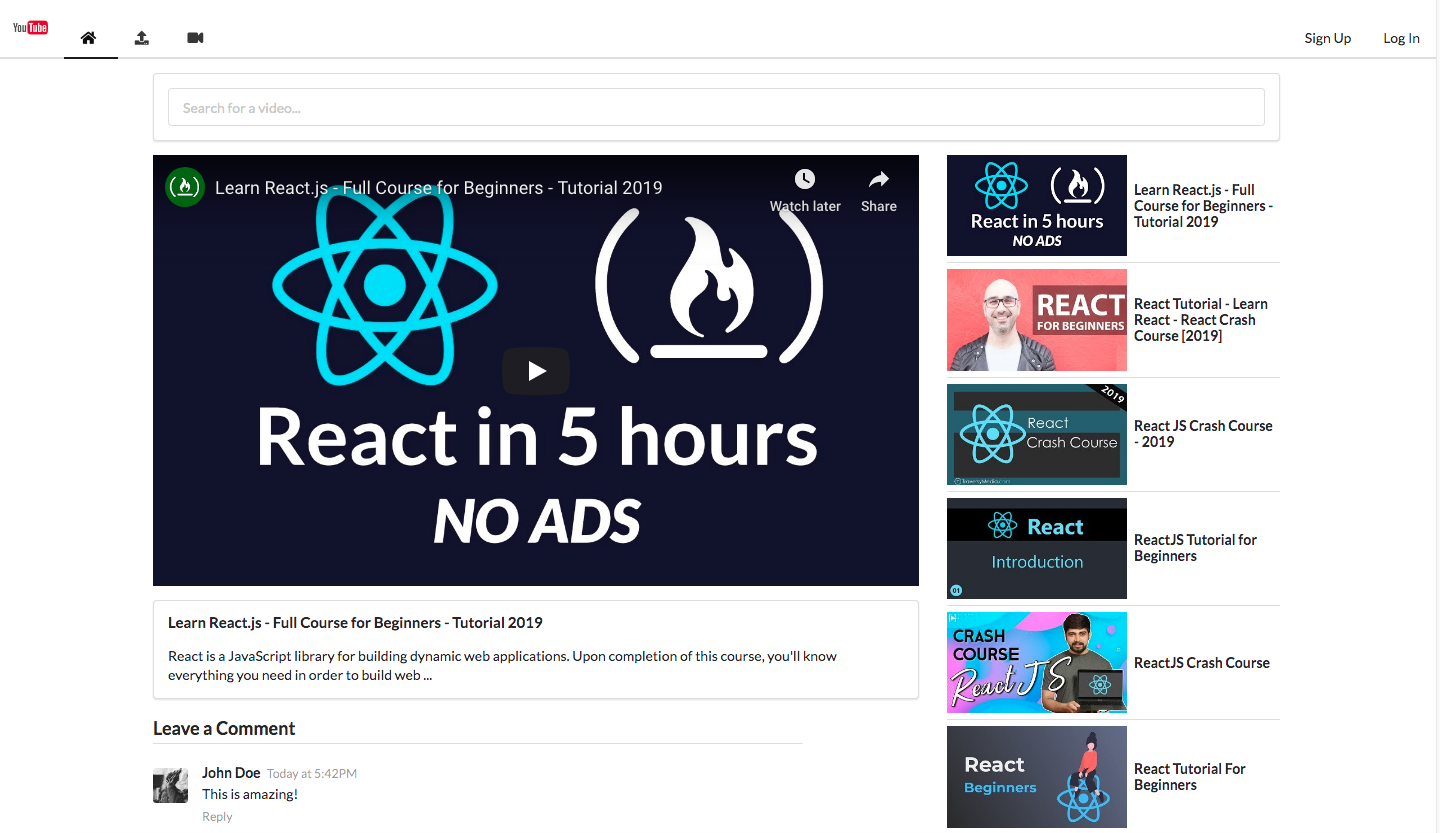 YouTube
Sign Up
Log In
Search for a video...
Learn React.js - Full Course for Beginners - Tutorial 2019
Watch later
Share
React in 5 hours
NO ADS
Learn React.js - Full Course for Beginners - Tutorial 2019
React is a JavaScript library for building dynamic web applications. Upon completion of this course, you'll know
everything you need in order to build web ...
Leave a Comment
John Doe Today at 5:42PM
This is amazing!
Reply
React in 5 hours
NO ADS
Learn React.js - Full
Course for Beginners -
Tutorial 2019
REACT
FOR BEGINNERS
React Tutorial - Learn
React - React Crash
Course [2019]
2019
React
Crash Course
TraversyMedia.com
React JS Crash Course
- 2019
React
Introduction
01
ReactJS Tutorial for
Beginners
CRASH
COURSE
React JS
ReactJS Crash Course
React
Beginners
React Tutorial For
Beginners